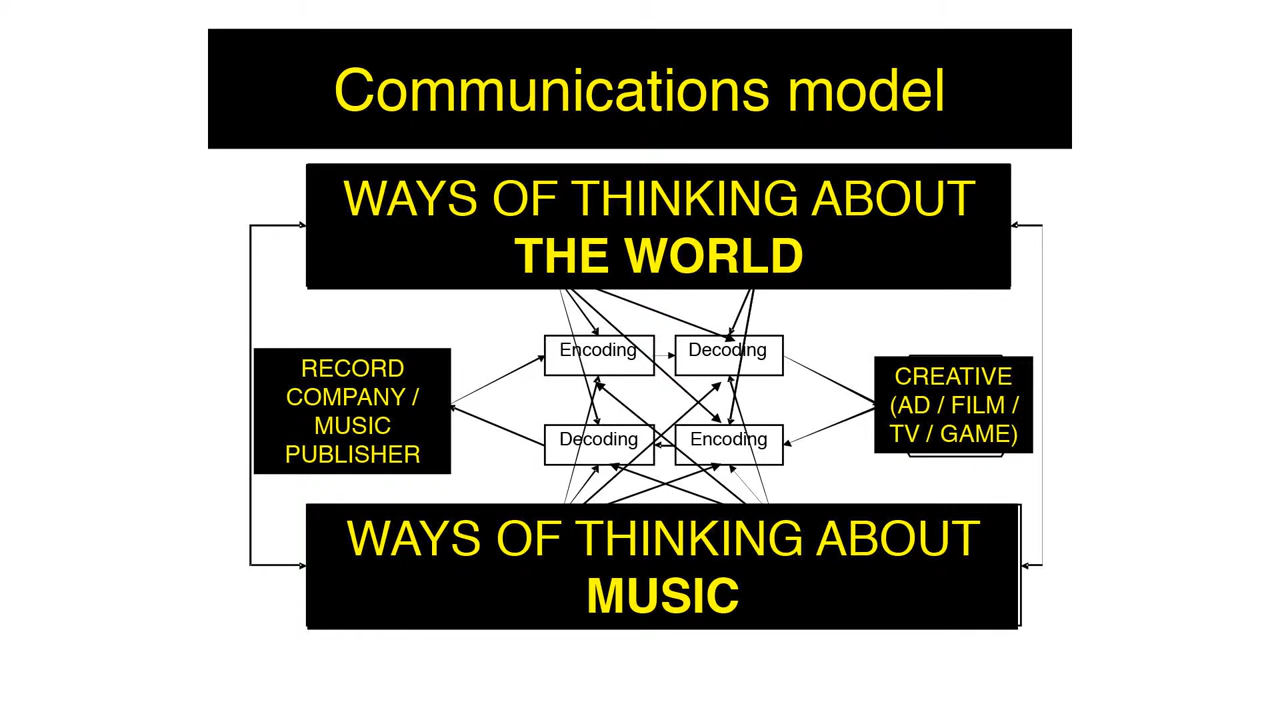 Communications model
WAYS OF THINKING ABOUT
THE WORLD
Encoding
Decoding
RECORD
COMPANY /
MUSIC
PUBLISHER
CREATIVE
(AD / FILM /
TV / GAME)
Decoding
Encoding
WAYS OF THINKING ABOUT
MUSIC